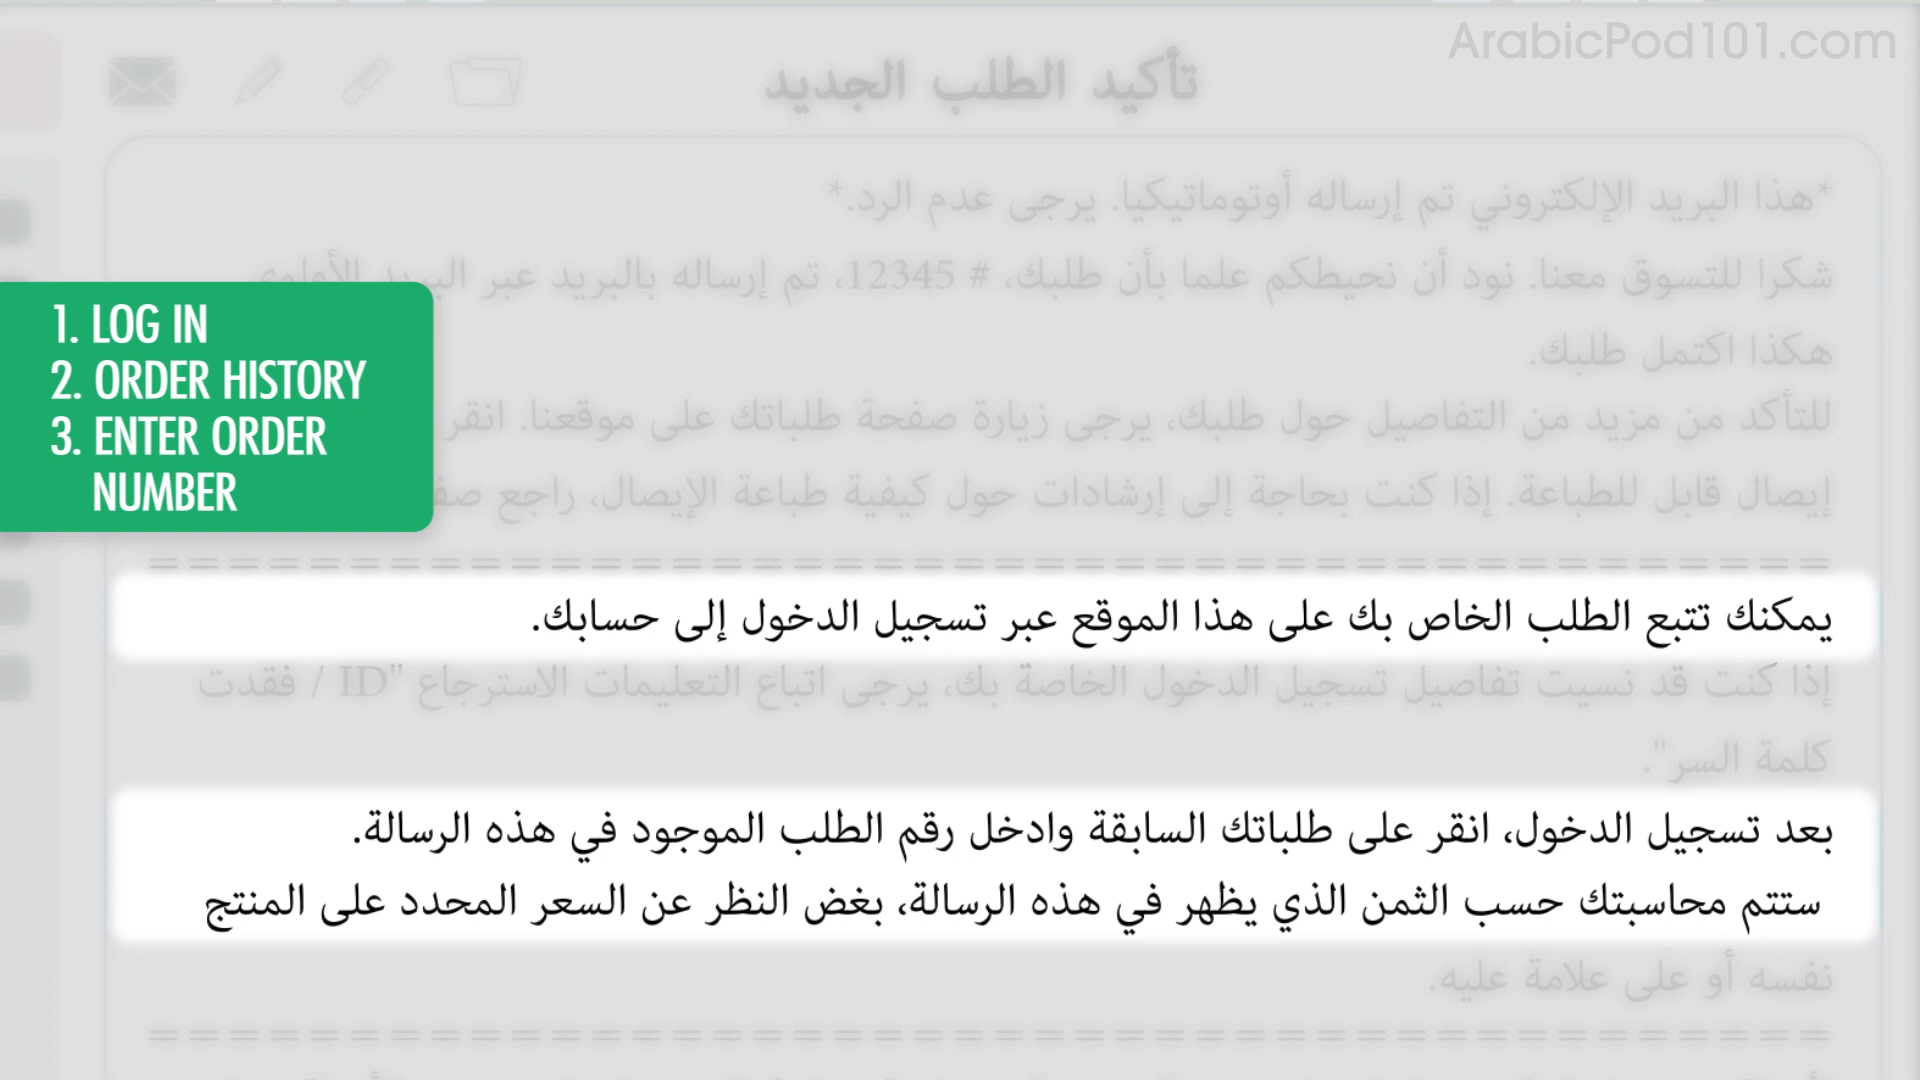 ArabicPod101.com
تأكيد الطلب الجديد
*هذا البريد الإلكتروني تم إرساله أوتوماتيكيا. يرجى عدم الرد.*
شكرا للتسوق معنا. نود أن نحيطكم علما بأن طلبك، # 12345، تم إرساله بالبريد عبر البريد الأولوي
هكذا اكتمل طلبك.
للتأكد من مزيد من التفاصيل حول طلبك، يرجى زيارة صفحة طلباتك على موقعنا. انقر
إيصال قابل للطباعة. إذا كنت بحاجة إلى إرشادات حول كيفية طباعة الإيصال، راجع
1. LOG IN
2. ORDER HISTORY
3. ENTER ORDER
NUMBER
يمكنك تتبع الطلب الخاص بك على هذا الموقع عبر تسجيل الدخول إلى حسابك.
إذا كنت قد نسيت تفاصيل تسجيل الدخول الخاصة بك، يرجى اتباع التعليمات الاسترجاع "ID / فقدت
كلمة السر".
بعد تسجيل الدخول، انقر على طلباتك السابقة وادخل رقم الطلب الموجود في هذه الرسالة.
ستتم محاسبتك حسب الثمن الذي يظهر في هذه الرسالة، بغض النظر عن السعر المحدد على المنتج
نفسه أو على علامة عليه.